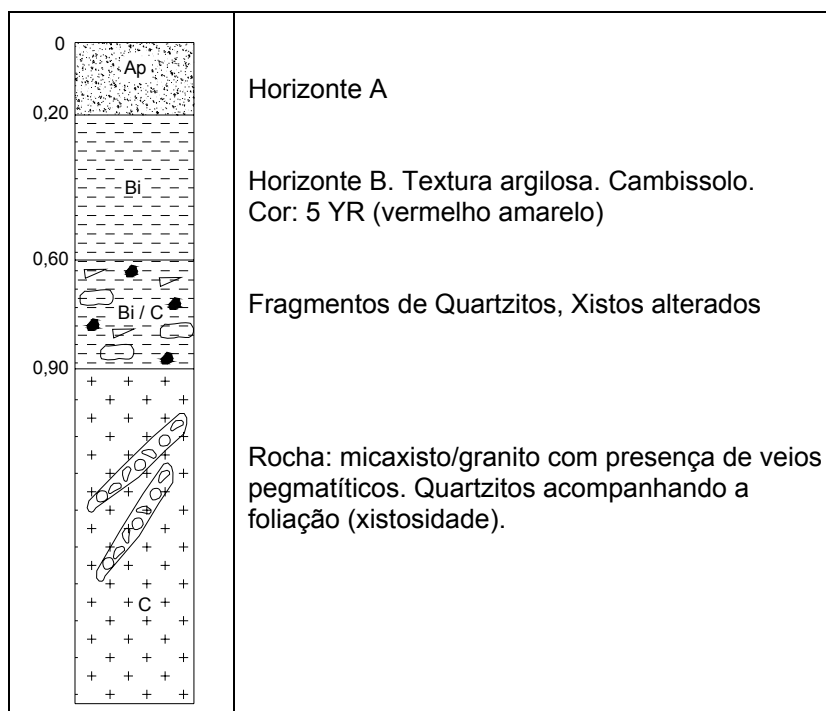 0
Ap
Horizonte A
0,20
Bi
Horizonte B. Textura argilosa. Cambissolo.
Cor: 5 YR (vermelho amarelo)
0,60
Bi / C
Fragmentos de Quartzitos, Xistos alterados
0,90
Rocha: micaxisto/granito com presença de veios
pegmatíticos. Quartzitos acompanhando a
foliação (xistosidade).
C